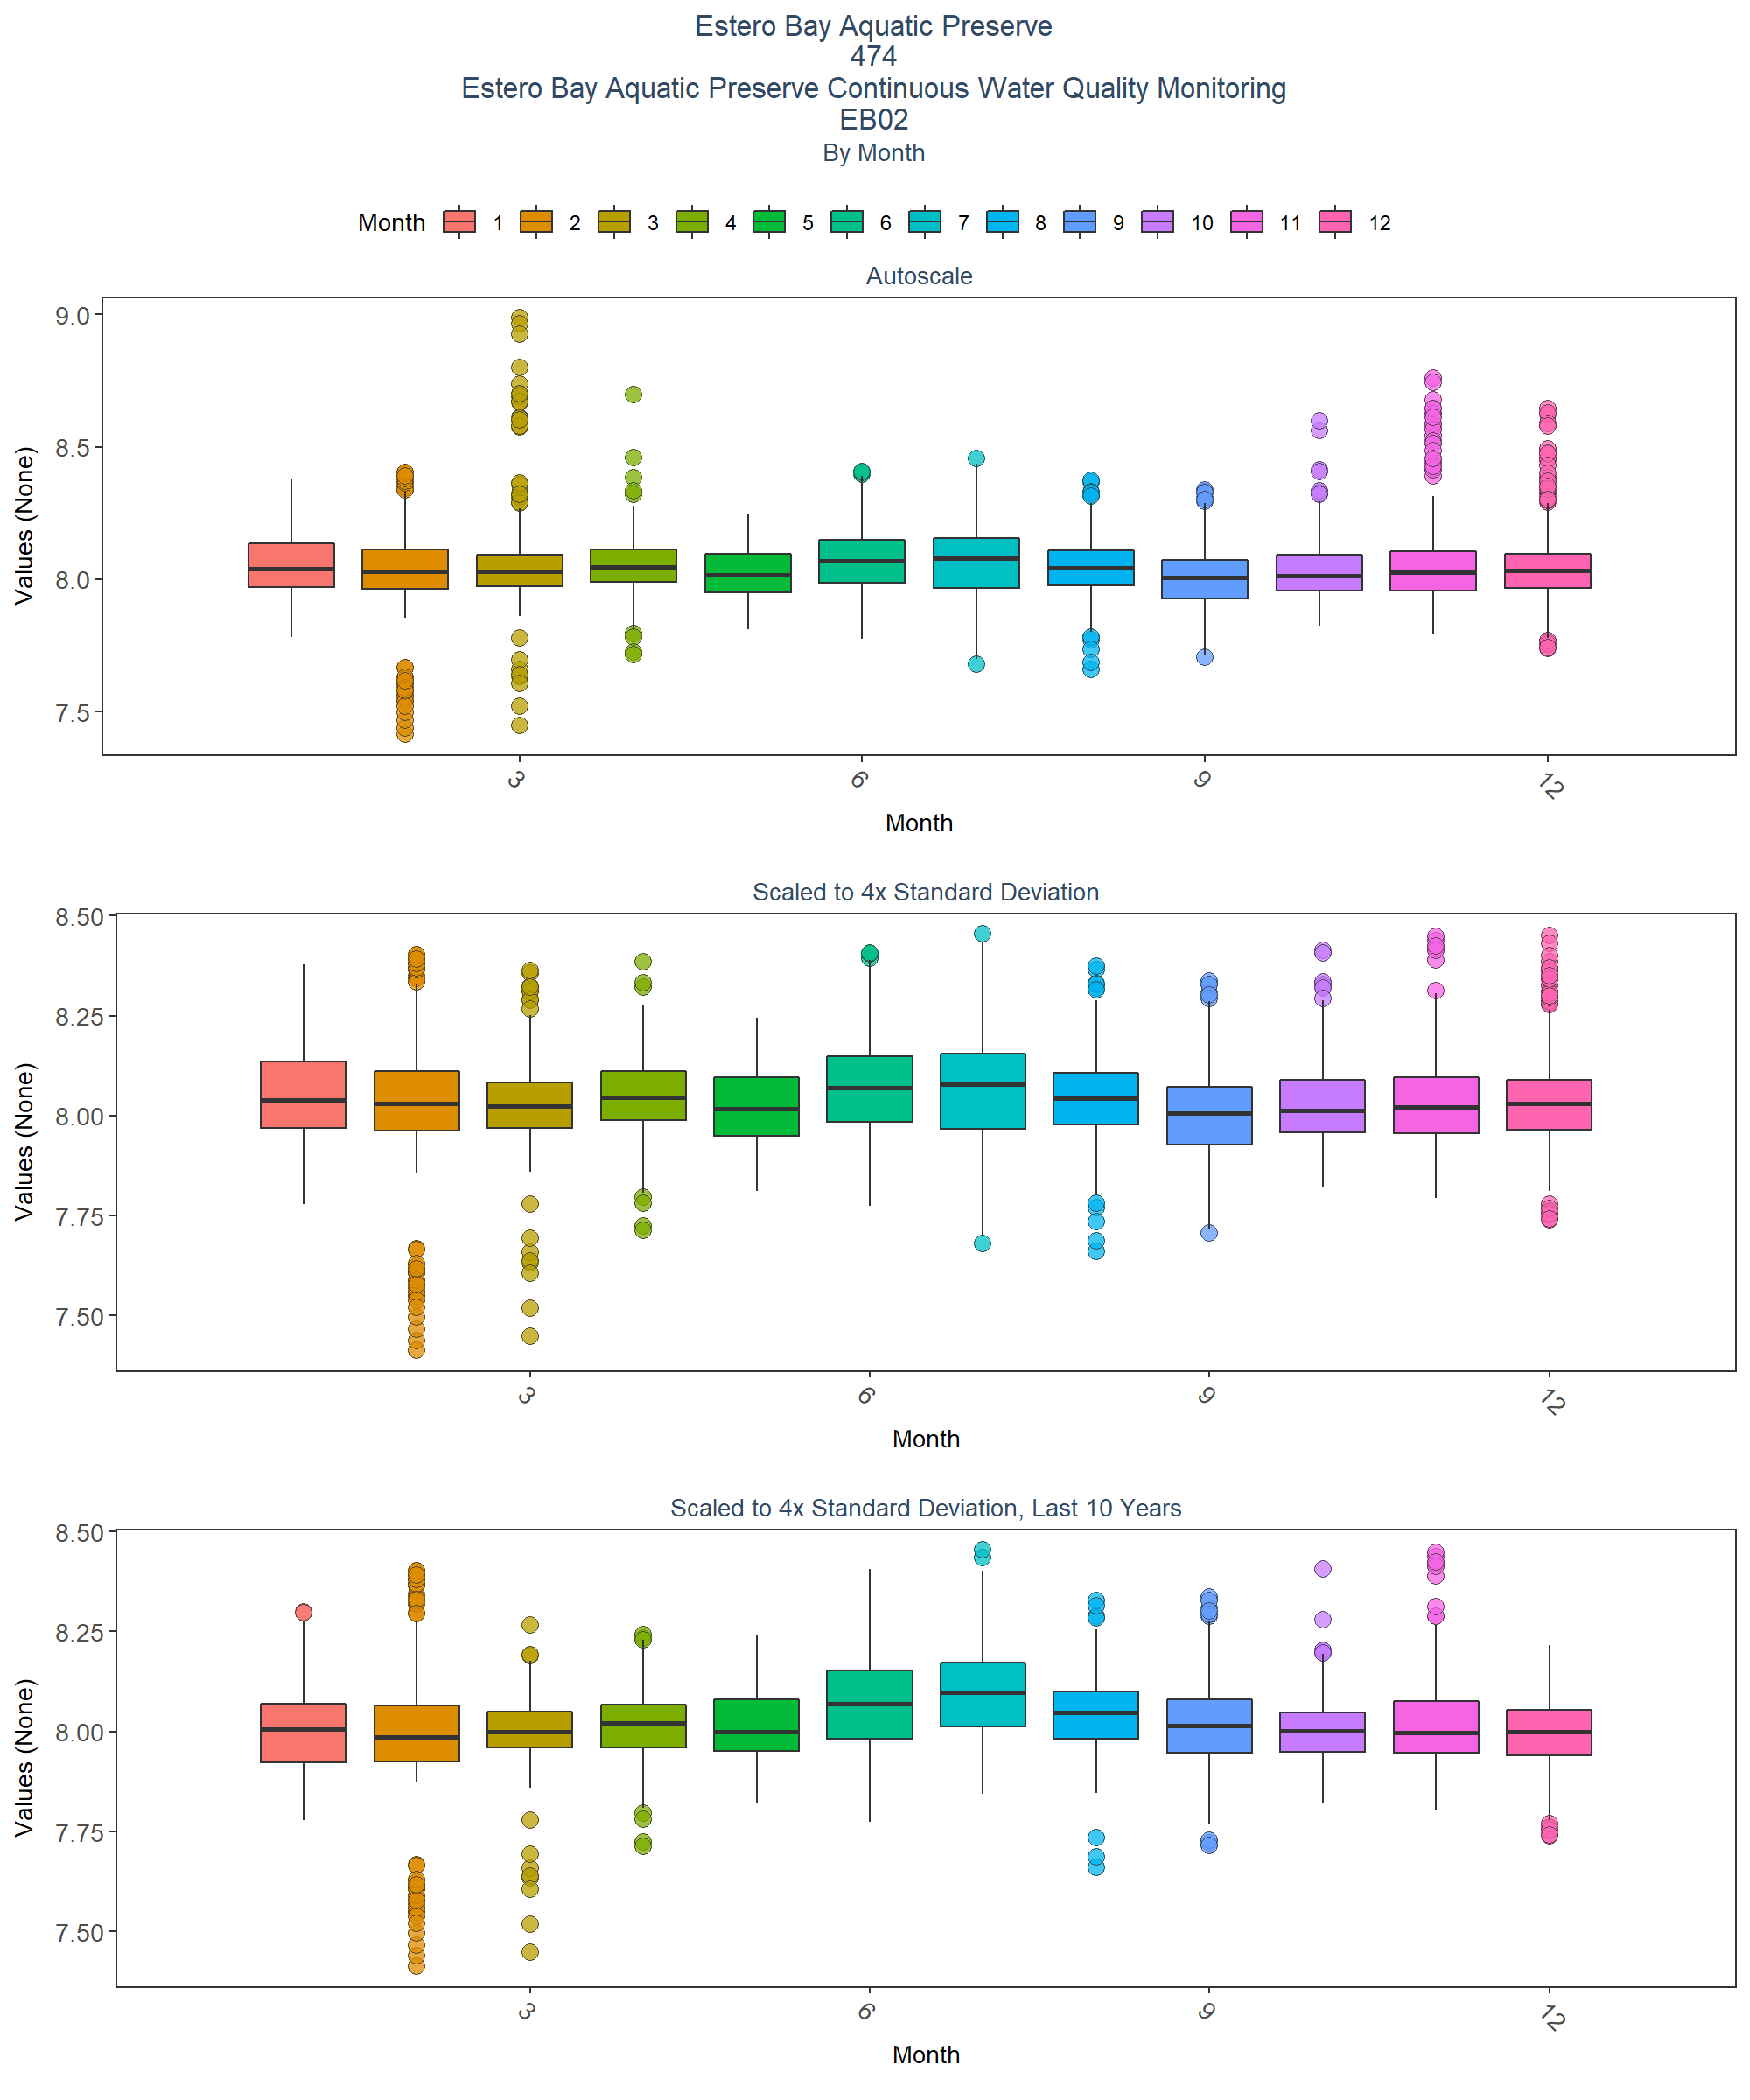 Estero Bay Aquatic Preserve
474
Estero Bay Aquatic Preserve Continuous Water Quality Monitoring
EB02
By Month
Month 1 2 3 4 5 6 7 8 9 10 11 12
Autoscale
9.0
8.5
8.0
7.5
Values (None)
3 6 9 12
Month
Scaled to 4x Standard Deviation
8.50
8.25
8.00
7.75
7.50
Values (None)
3 6 9 12
Month
Scaled to 4x Standard Deviation, Last 10 Years
8.50
8.25
8.00
7.75
7.50
Values (None)
3 6 9 12
Month